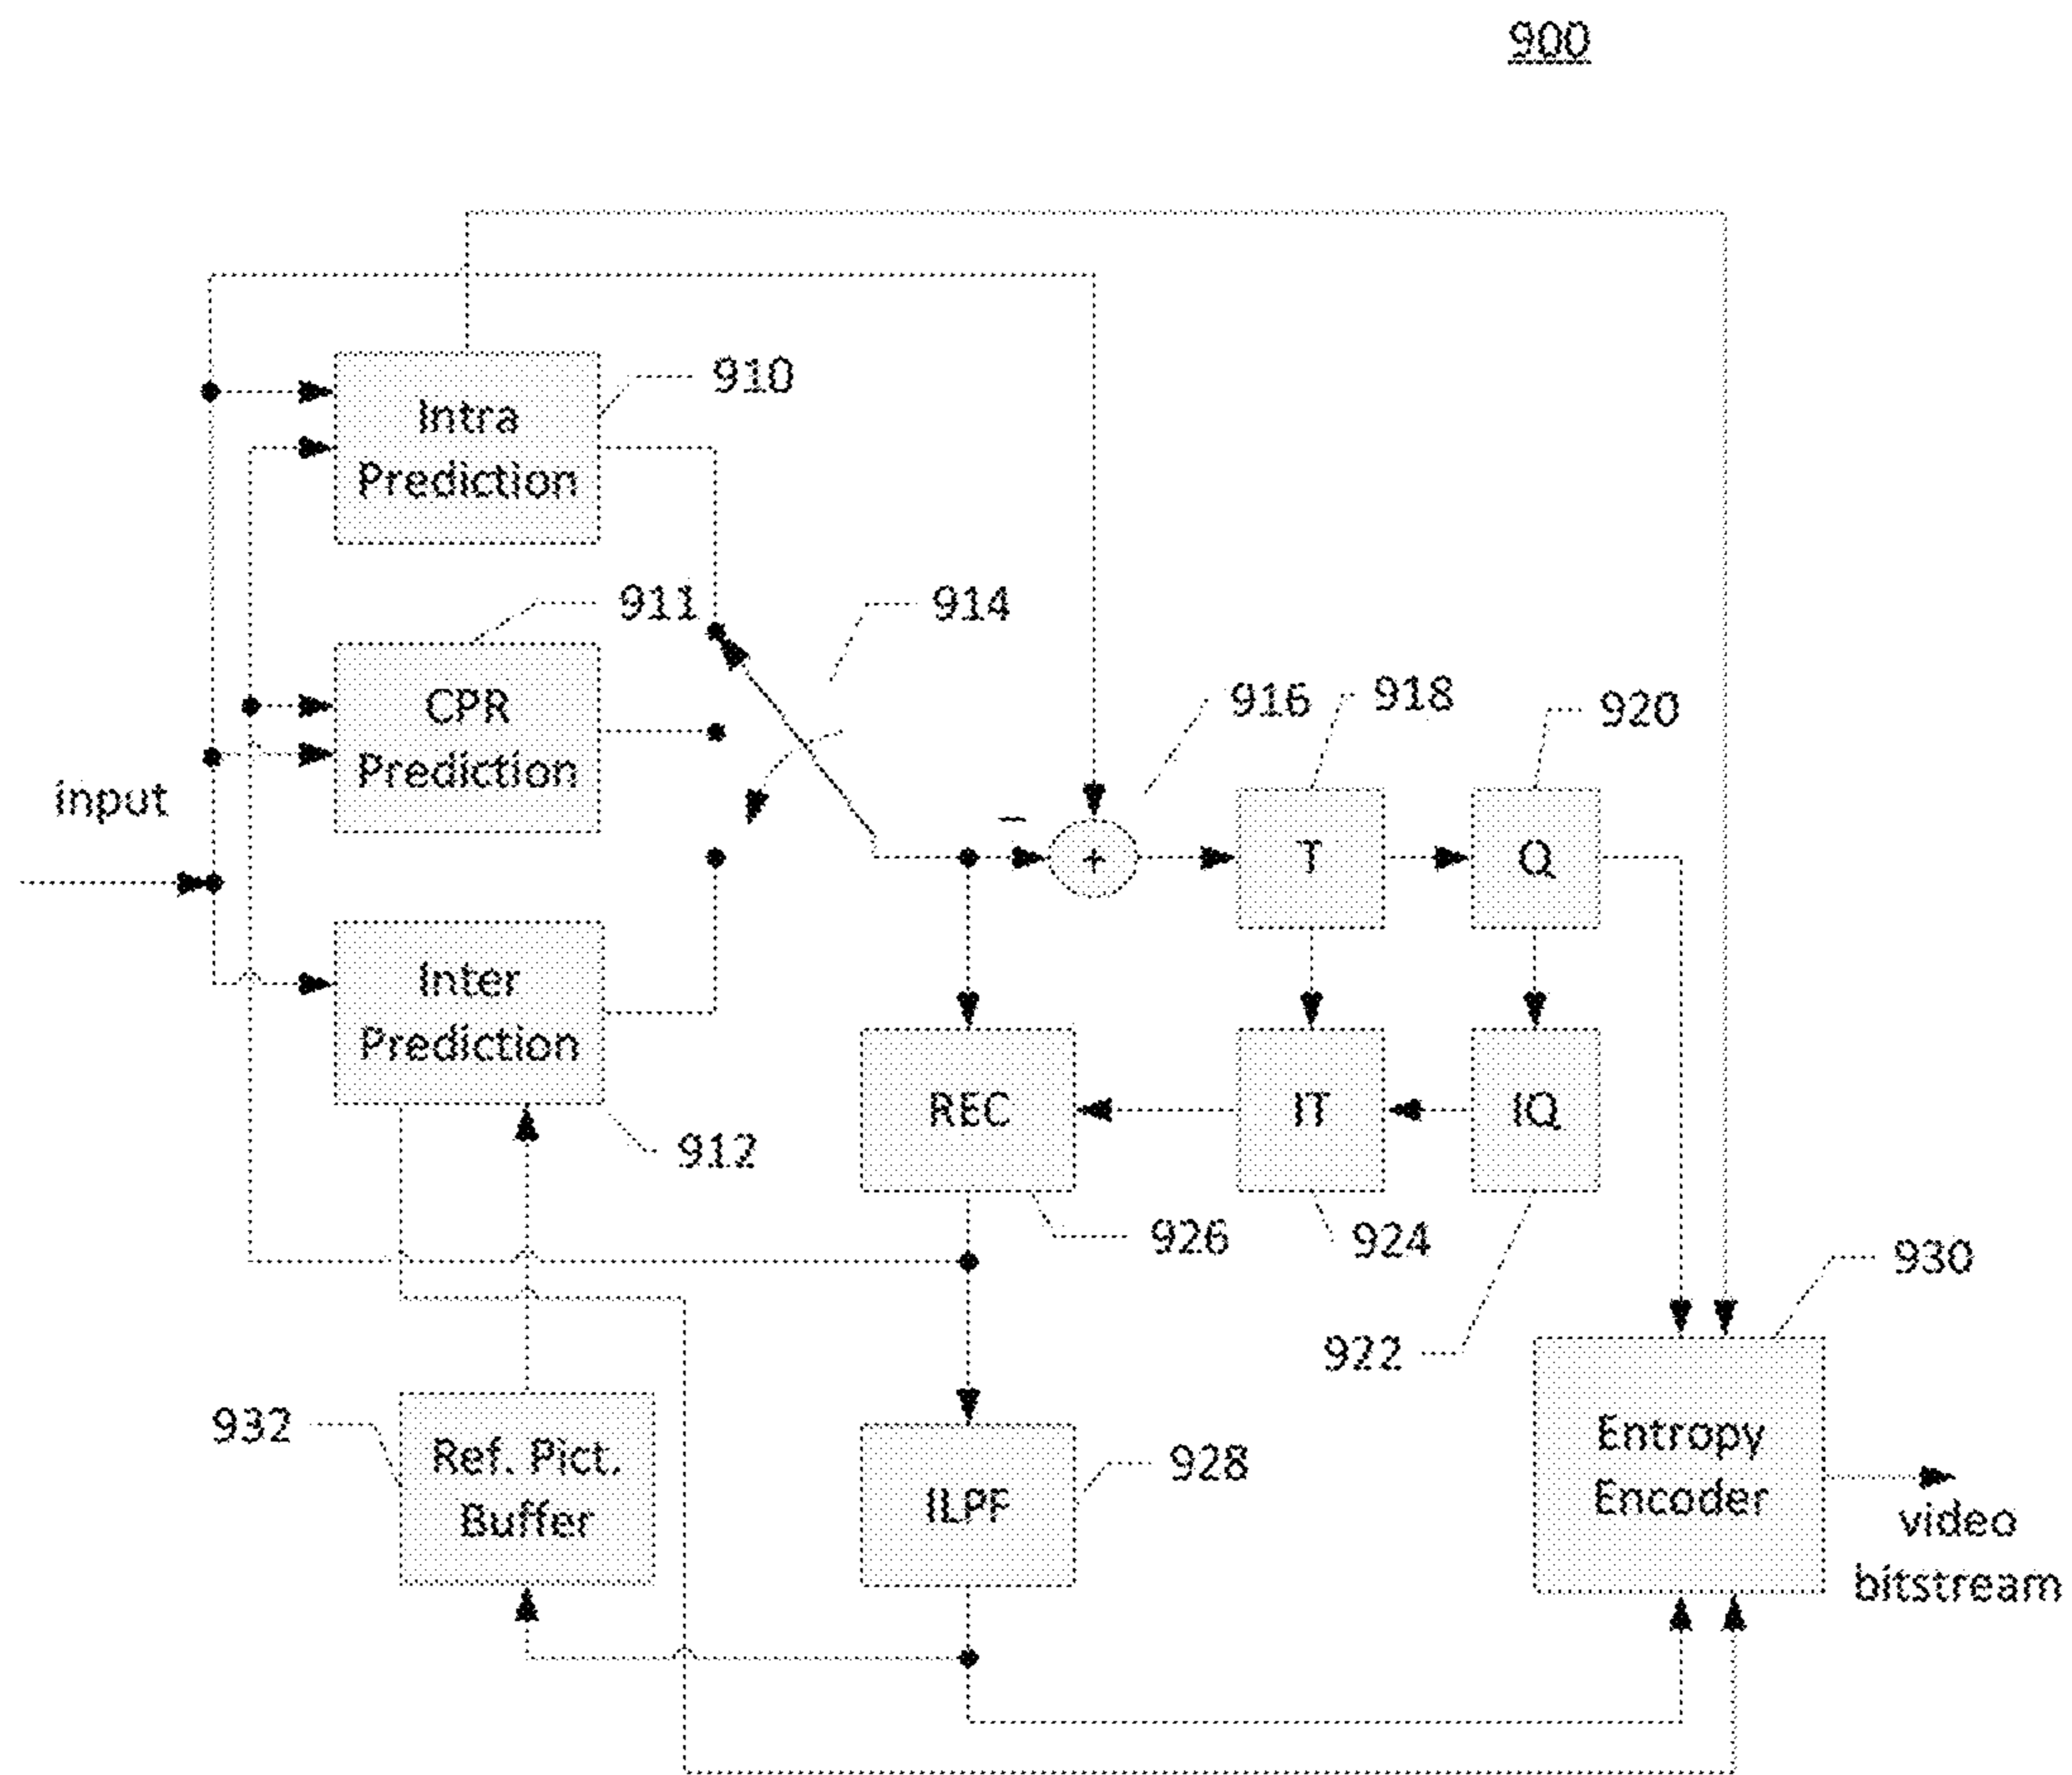 900
910
Intra
Prediction
911
914
CPR
Prediction
916
918
920
input
−
+
T
Q
Inter
Prediction
912
REC
IT
IQ
926
924
922
930
932
Ref. Pict.
Buffer
ILPF
928
Entropy
Encoder
video
bitstream